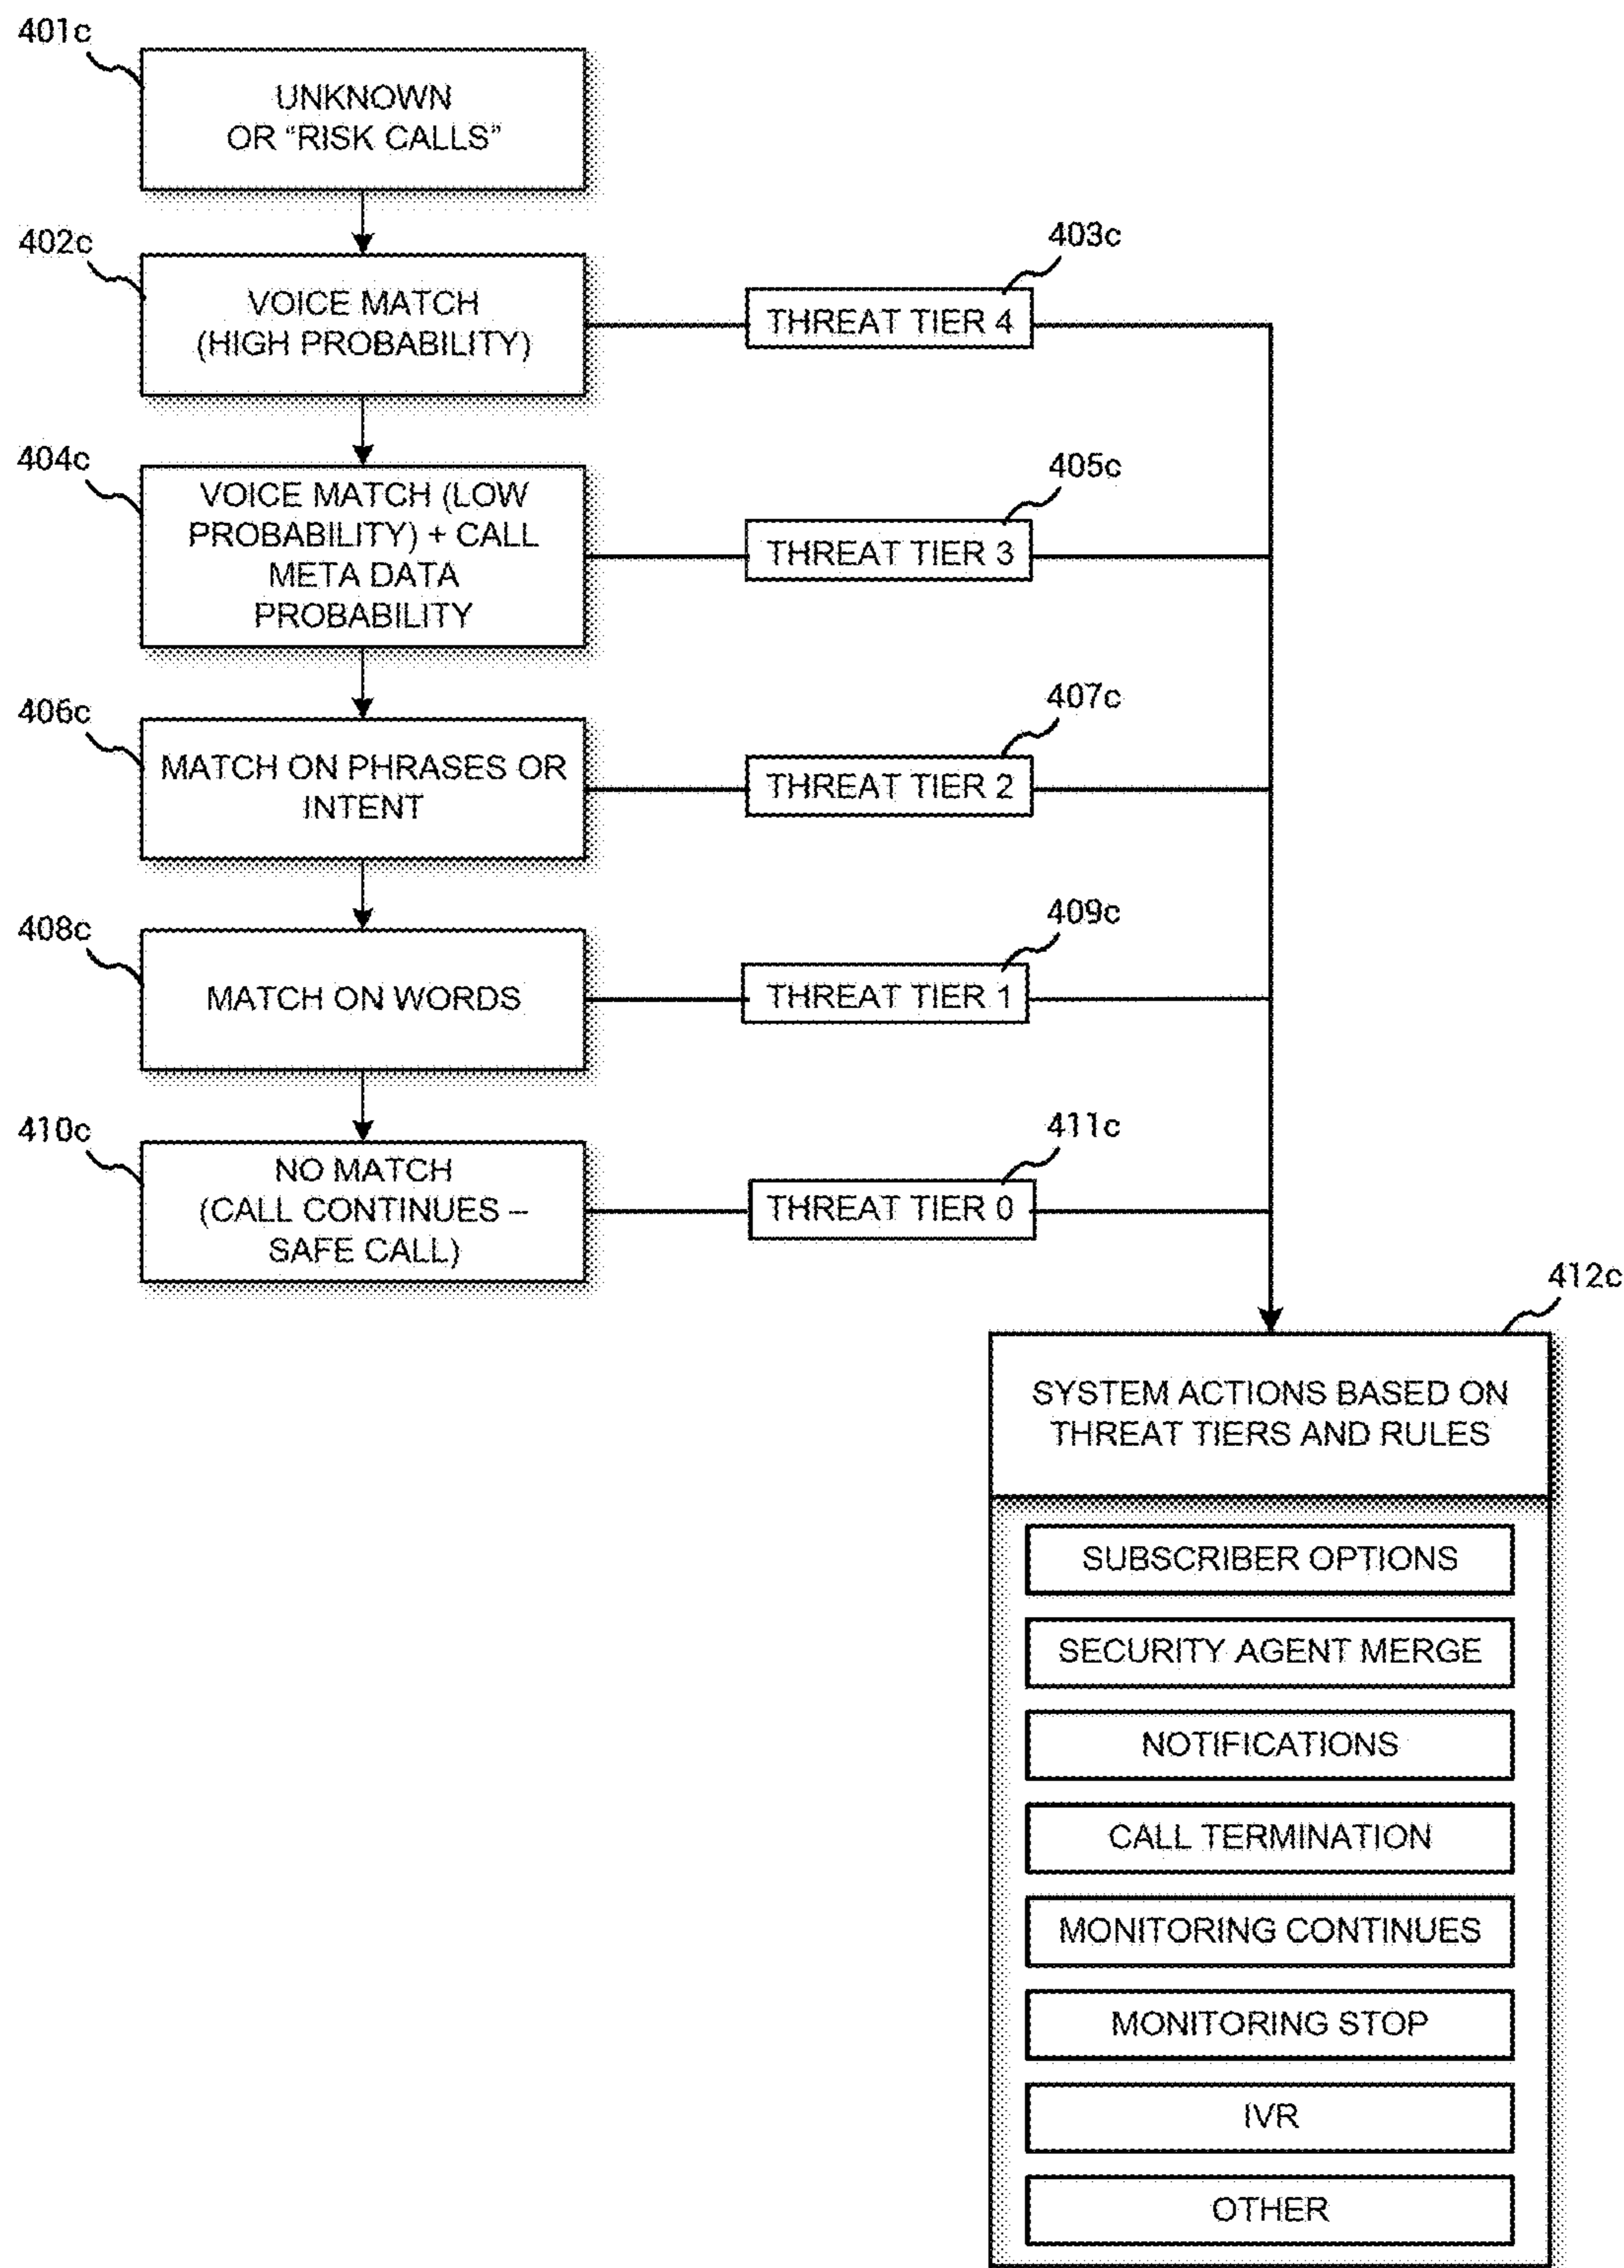 401c
UNKNOWN
OR “RISK CALLS”
402c
VOICE MATCH
(HIGH PROBABILITY)
403c
THREAT TIER 4
404c
VOICE MATCH (LOW
PROBABILITY) + CALL
META DATA
PROBABILITY
405c
THREAT TIER 3
406c
MATCH ON PHRASES OR
INTENT
407c
THREAT TIER 2
408c
MATCH ON WORDS
409c
THREAT TIER 1
410c
NO MATCH
(CALL CONTINUES –
SAFE CALL)
411c
THREAT TIER 0
412c
SYSTEM ACTIONS BASED ON
THREAT TIERS AND RULES
SUBSCRIBER OPTIONS
SECURITY AGENT MERGE
NOTIFICATIONS
CALL TERMINATION
MONITORING CONTINUES
MONITORING STOP
IVR
OTHER